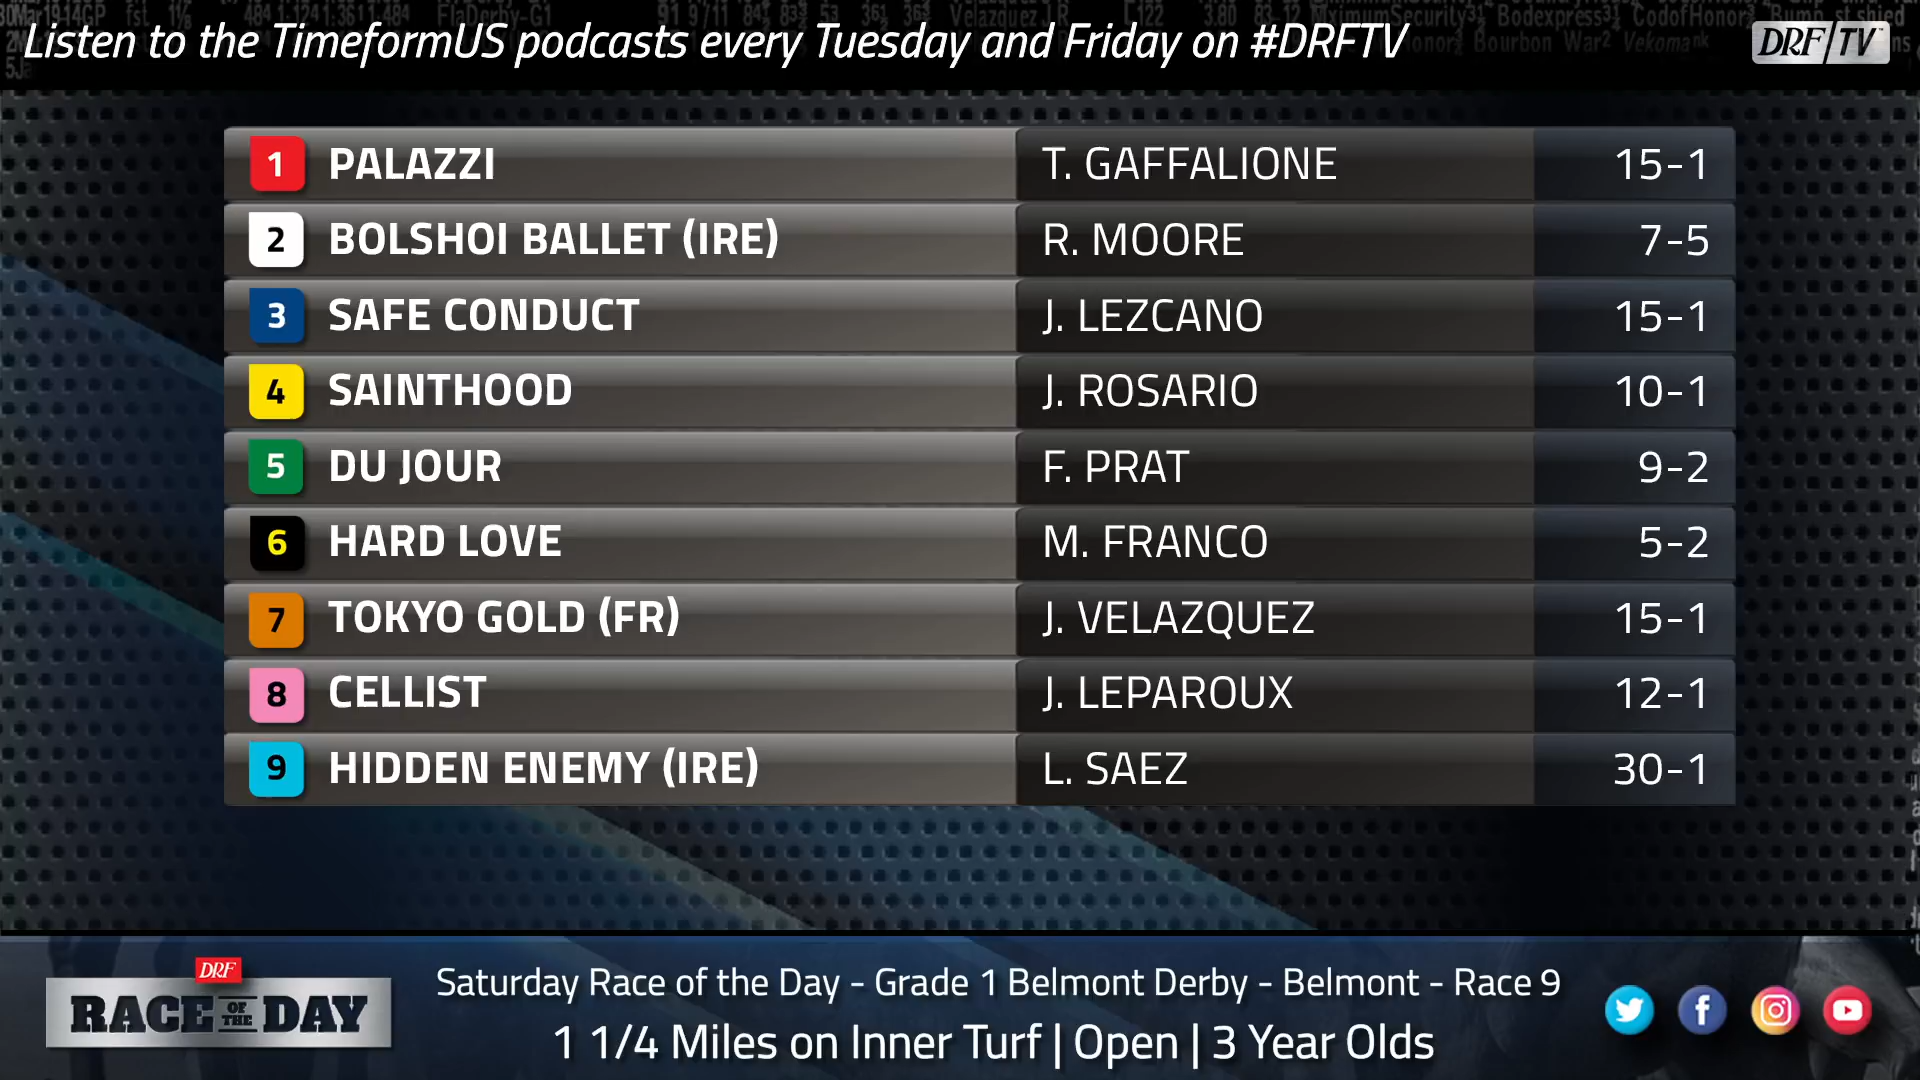 Listen to the TimeformUS podcasts every Tuesday and Friday on #DRFTV
DRF TV
1 PALAZZI T. GAFFALIONE 15-1
2 BOLSHOI BALLET (IRE) R. MOORE 7-5
3 SAFE CONDUCT J. LEZCANO 15-1
4 SAINTHOOD J. ROSARIO 10-1
5 DU JOUR F. PRAT 9-2
6 HARD LOVE M. FRANCO 5-2
7 TOKYO GOLD (FR) J. VELAZQUEZ 15-1
8 CELLIST J. LEPAROUX 12-1
9 HIDDEN ENEMY (IRE) L. SAEZ 30-1
DRF
RACE OF THE DAY
Saturday Race of the Day - Grade 1 Belmont Derby - Belmont - Race 9
1 1/4 Miles on Inner Turf | Open | 3 Year Olds